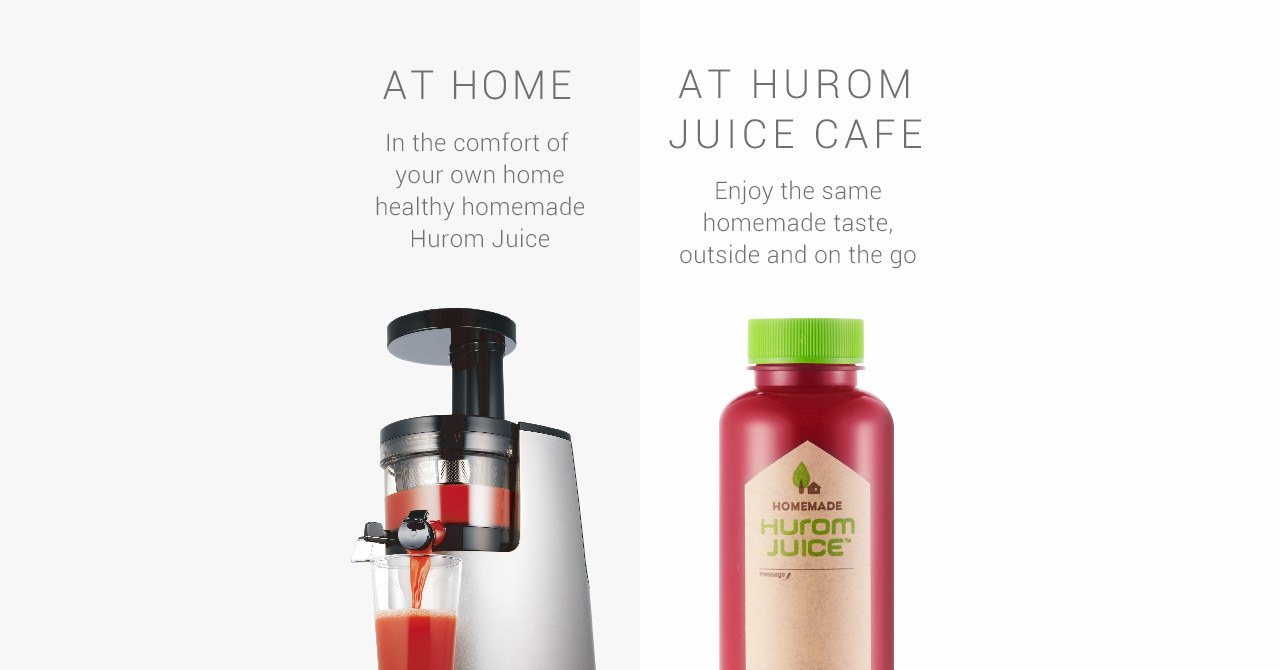 AT HOME
In the comfort of
your own home
healthy homemade
Hurom Juice
AT HUROM
JUICE CAFE
Enjoy the same
homemade taste,
outside and on the go
HOMEMADE
Hurom
JUICE™
message